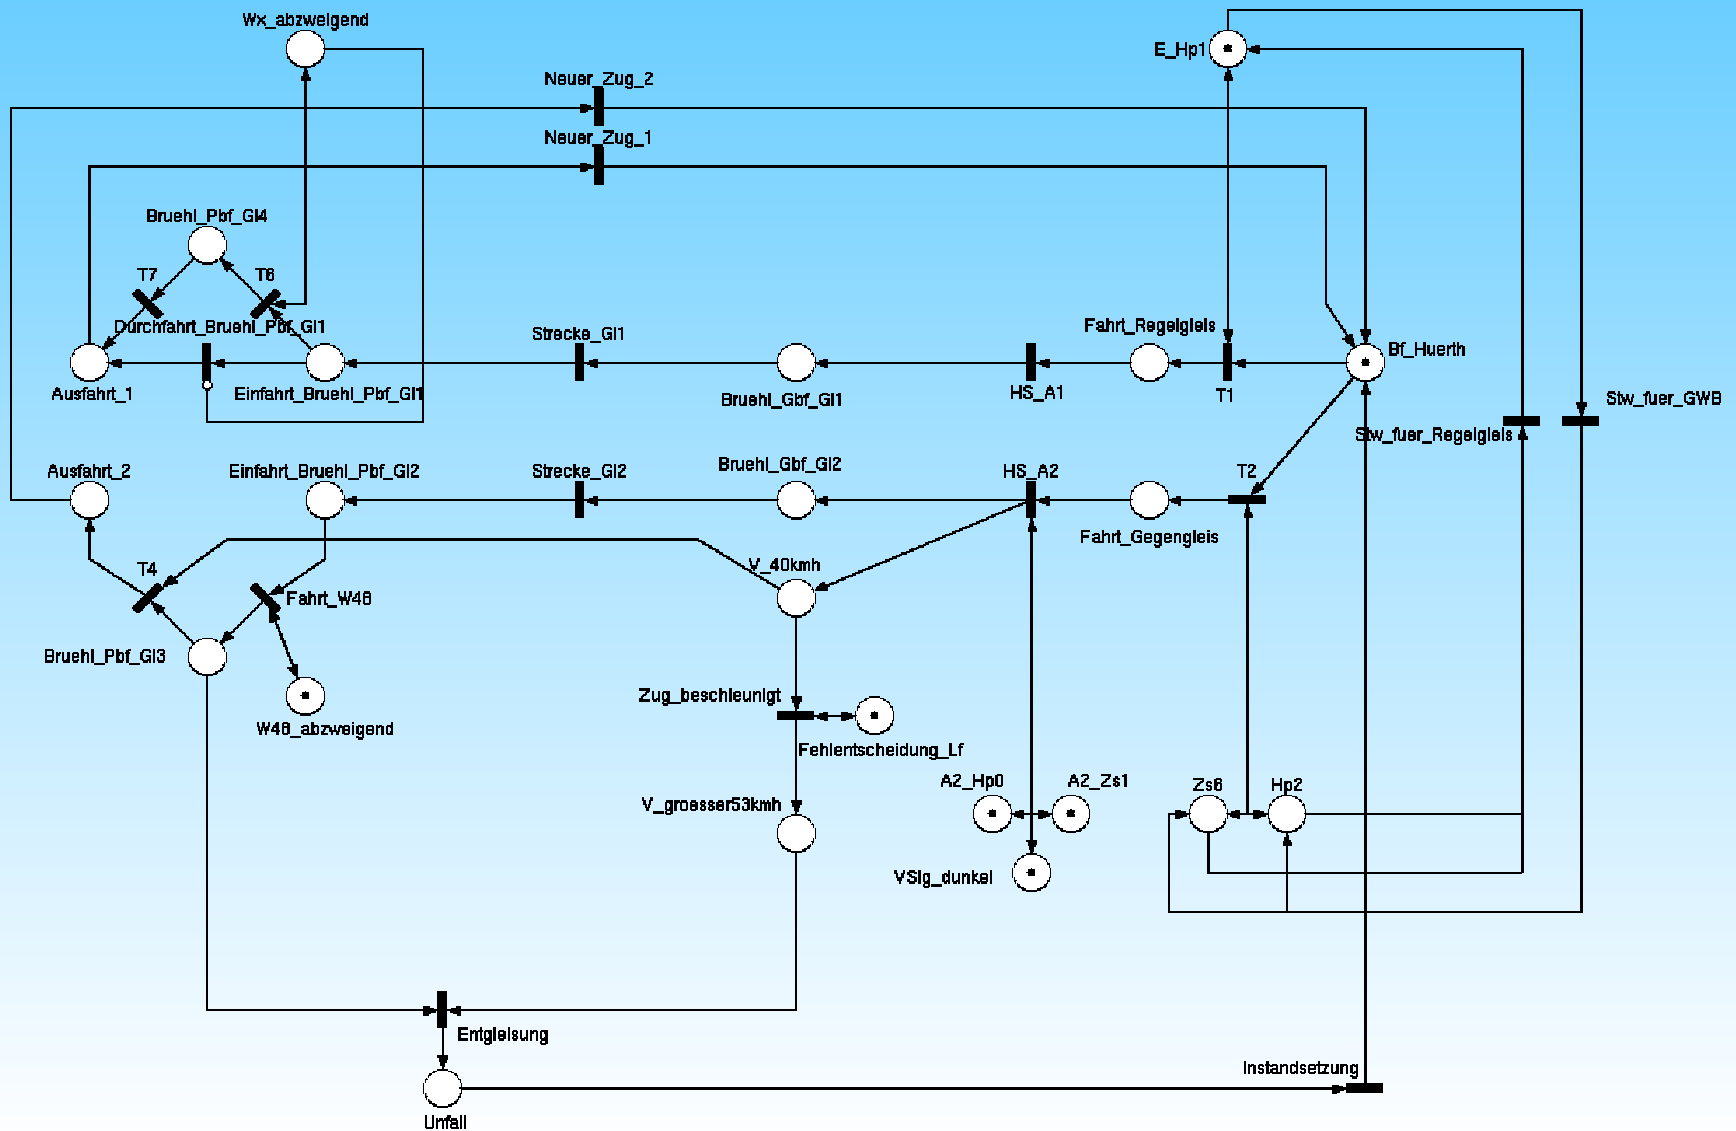 Wx_abzweigend
E_Hp1
Neuer_Zug_2
Neuer_Zug_1
Bruehl_Pbf_Gl4
T7
T6
Durchfahrt_Bruehl_Pbf_Gl1
Strecke_Gl1
Fahrt_Regelgleis
Bf_Huerth
Ausfahrt_1
Einfahrt_Bruehl_Pbf_Gl1
Bruehl_Gbf_Gl1
HS_A1
T1
Stw_fuer_GWB
Stw_fuer_Regelgleis
Ausfahrt_2
Einfahrt_Bruehl_Pbf_Gl2
Strecke_Gl2
Bruehl_Gbf_Gl2
HS_A2
T2
Fahrt_Gegengleis
T4
V_40kmh
Fahrt_W46
Bruehl_Pbf_Gl3
Zug_beschleunigt
W46_abzweigend
Fehlentscheidung_Lf
A2_Hp0
A2_Zs1
Zs6
Hp2
V_groesser53kmh
VSig_dunkel
Entgleisung
Instandsetzung
Unfall